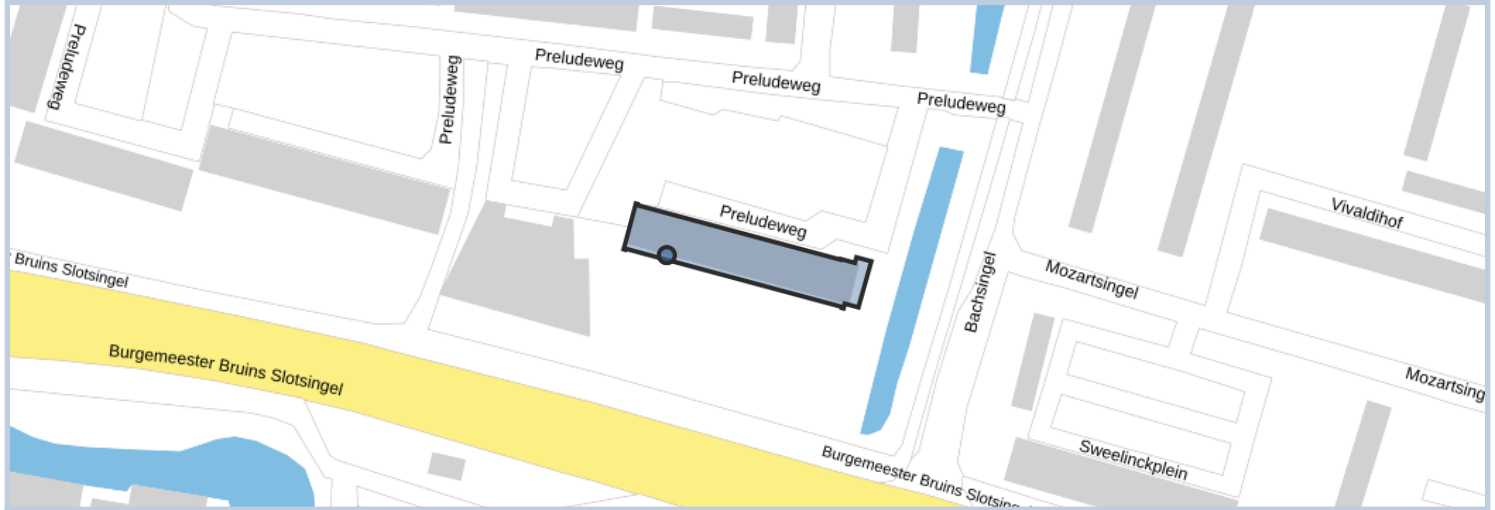 Preludeweg
Preludeweg
Preludeweg
Preludeweg
Preludeweg
Preludeweg
Vivaldihof
Bruins Slotsingel
Bachsingel
Mozartsingel
Burgemeester Bruins Slotsingel
Mozartsing
Burgemeester Bruins Slotsing
Sweelinckplein